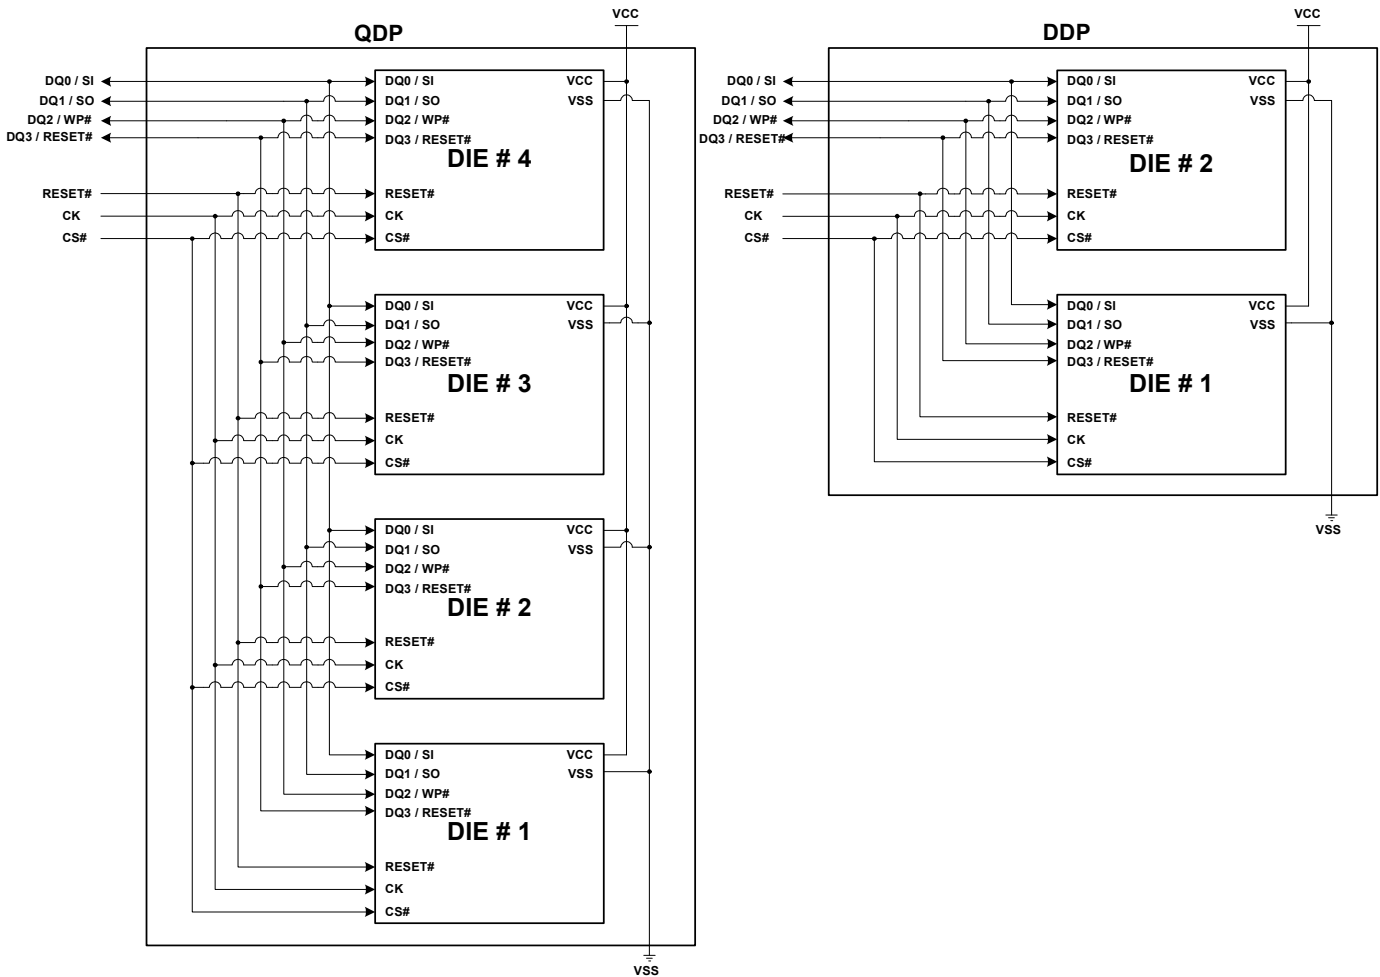 QDP
VCC
DQ0 / SI
DQ1 / SO
DQ2 / WP#
DQ3 / RESET#
RESET#
CK
CS#
DQ0 / SI
DQ1 / SO
DQ2 / WP#
DQ3 / RESET#
DIE # 4
RESET#
CK
CS#
VCC
VSS
DQ0 / SI
DQ1 / SO
DQ2 / WP#
DQ3 / RESET#
DIE # 3
RESET#
CK
CS#
VCC
VSS
DQ0 / SI
DQ1 / SO
DQ2 / WP#
DQ3 / RESET#
DIE # 2
RESET#
CK
CS#
VCC
VSS
DQ0 / SI
DQ1 / SO
DQ2 / WP#
DQ3 / RESET#
DIE # 1
RESET#
CK
CS#
VCC
VSS
VSS
DDP
VCC
DQ0 / SI
DQ1 / SO
DQ2 / WP#
DQ3 / RESET#
RESET#
CK
CS#
DQ0 / SI
DQ1 / SO
DQ2 / WP#
DQ3 / RESET#
DIE # 2
RESET#
CK
CS#
VCC
VSS
DQ0 / SI
DQ1 / SO
DQ2 / WP#
DQ3 / RESET#
DIE # 1
RESET#
CK
CS#
VCC
VSS
VSS